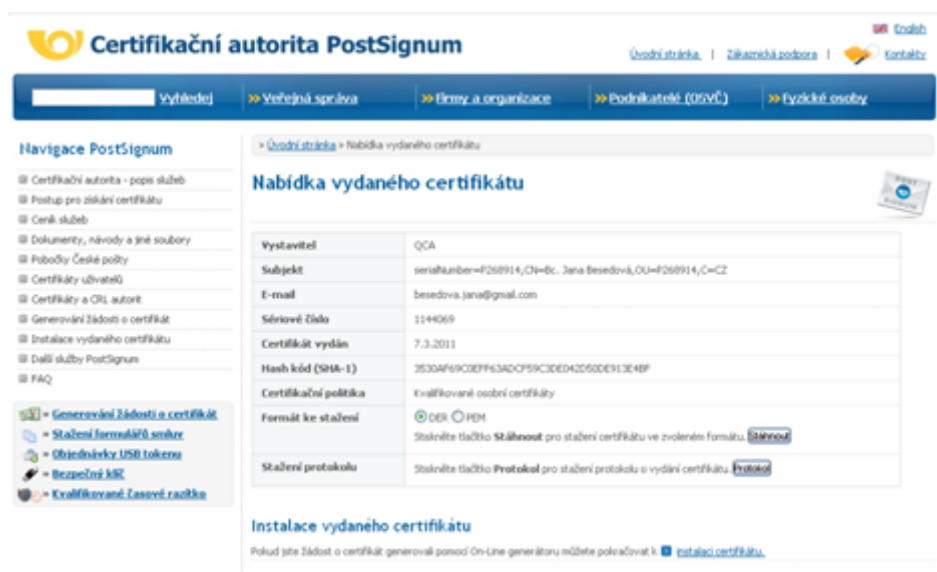 English
Certifikační autorita PostSignum
Úvodní stránka | Zákaznická podpora | Kontakty
Vyhledej
» Veřejná správa
» Firmy a organizace
» Podnikatelé (OSVČ)
» Fyzické osoby
Navigace PostSignum
Certifikační autorita - popis služeb
Postup pro získání certifikátu
Ceník služeb
Dokumenty, návody a jiné soubory
Pobočky České pošty
Certifikáty uživatelů
Certifikáty a CRL autorit
Generování žádosti o certifikát
Instalace vydaného certifikátu
Další služby PostSignum
FAQ
» Generování žádosti o certifikát
» Stažení formulářů smluv
» Objednávky USB tokenu
» Bezpečný klíč
» Kvalifikované časové razítko
» Úvodní stránka » Nabídka vydaného certifikátu
Nabídka vydaného certifikátu
POST
SIGNUM
Vystavitel QCA
Subjekt serialNumber=P268914,CN=Bc. Jana Besedová,OU=P268914,C=CZ
E-mail besedova.jana@gmail.com
Sériové číslo 1144069
Certifikát vydán 7.3.2011
Hash kód (SHA-1) 3530AF69C0EFF63ADCF59C3DE042D50DE913E4BF
Certifikační politika Kvalifikované osobní certifikáty
Formát ke stažení DER PEM
Stiskněte tlačítko Stáhnout pro stažení certifikátu ve zvoleném formátu. Stáhnout
Stažení protokolu Stiskněte tlačítko Protokol pro stažení protokolu o vydání certifikátu. Protokol
Instalace vydaného certifikátu
Pokud jste žádost o certifikát generovali pomocí On-Line generátoru můžete pokračovat k instalaci certifikátu.